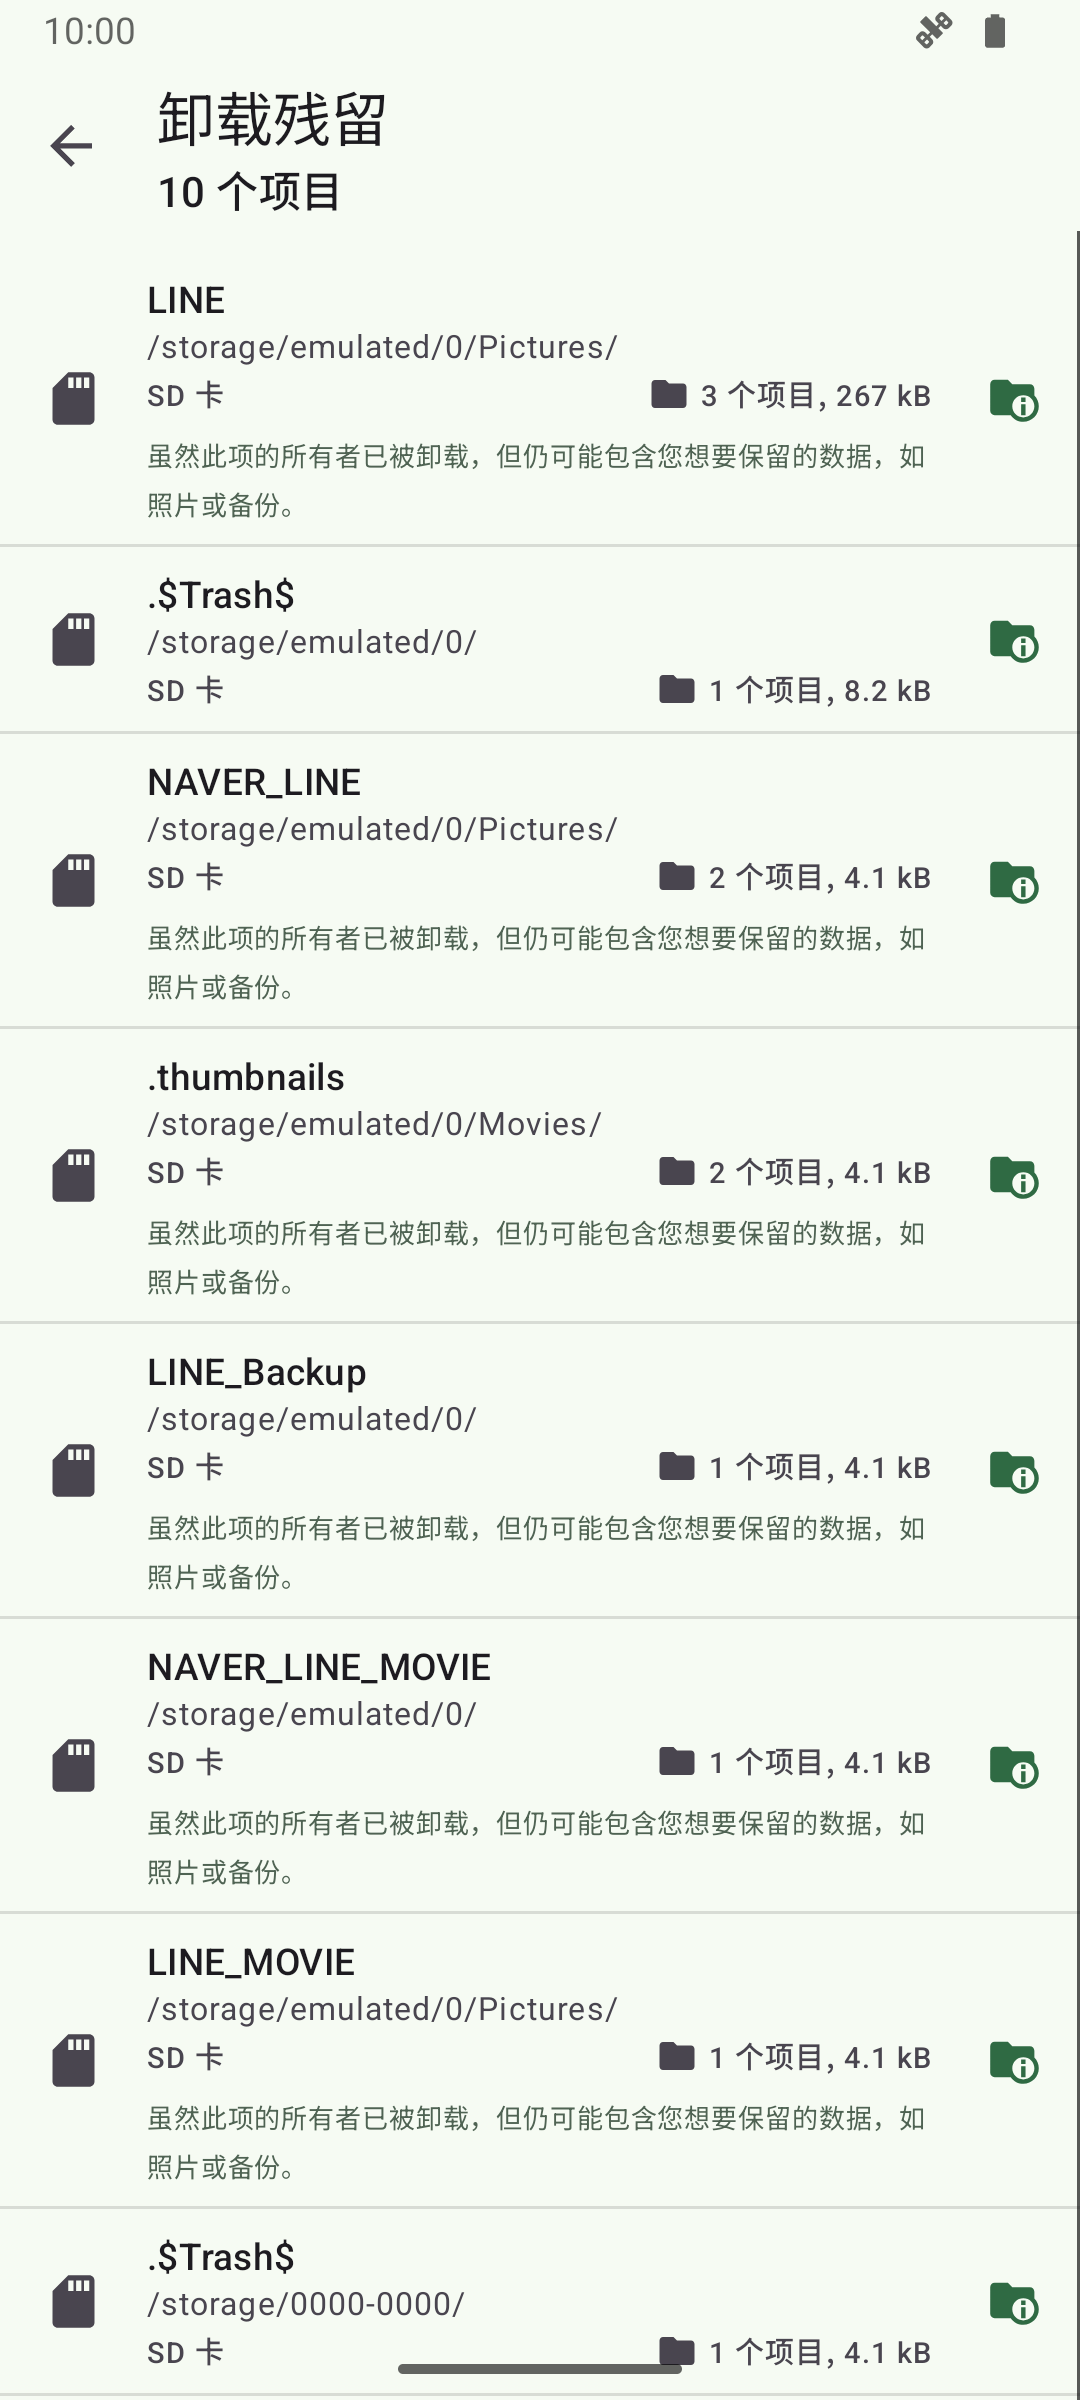 10:00
卸载残留
10 个项目
LINE
/storage/emulated/0/Pictures/
SD 卡
3 个项目, 267 kB
虽然此项的所有者已被卸载，但仍可能包含您想要保留的数据，如
照片或备份。
.$Trash$
/storage/emulated/0/
SD 卡
1 个项目, 8.2 kB
NAVER_LINE
/storage/emulated/0/Pictures/
SD 卡
2 个项目, 4.1 kB
虽然此项的所有者已被卸载，但仍可能包含您想要保留的数据，如
照片或备份。
.thumbnails
/storage/emulated/0/Movies/
SD 卡
2 个项目, 4.1 kB
虽然此项的所有者已被卸载，但仍可能包含您想要保留的数据，如
照片或备份。
LINE_Backup
/storage/emulated/0/
SD 卡
1 个项目, 4.1 kB
虽然此项的所有者已被卸载，但仍可能包含您想要保留的数据，如
照片或备份。
NAVER_LINE_MOVIE
/storage/emulated/0/
SD 卡
1 个项目, 4.1 kB
虽然此项的所有者已被卸载，但仍可能包含您想要保留的数据，如
照片或备份。
LINE_MOVIE
/storage/emulated/0/Pictures/
SD 卡
1 个项目, 4.1 kB
虽然此项的所有者已被卸载，但仍可能包含您想要保留的数据，如
照片或备份。
.$Trash$
/storage/0000-0000/
SD 卡
1 个项目, 4.1 kB